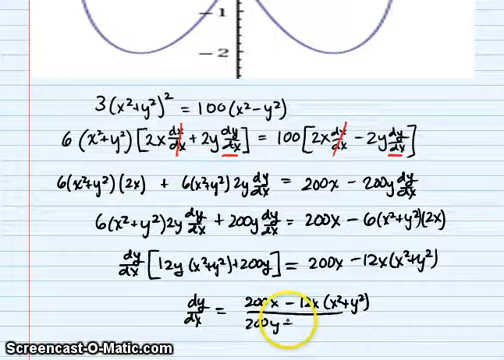 -1
-2
3(x²+y²)² = 100(x²-y²)
6(x²+y²)[2x dx/dx + 2y dy/dx] = 100[2x dx/dx - 2y dy/dx]
6(x²+y²)(2x) + 6(x²+y²)2y dy/dx = 200x - 200y dy/dx
6(x²+y²)2y dy/dx + 200y dy/dx = 200x - 6(x²+y²)(2x)
dy/dx [12y(x²+y²)+200y] = 200x - 12x(x²+y²)
dy/dx = 200x - 12x(x²+y²)
200y
Screencast-O-Matic.com